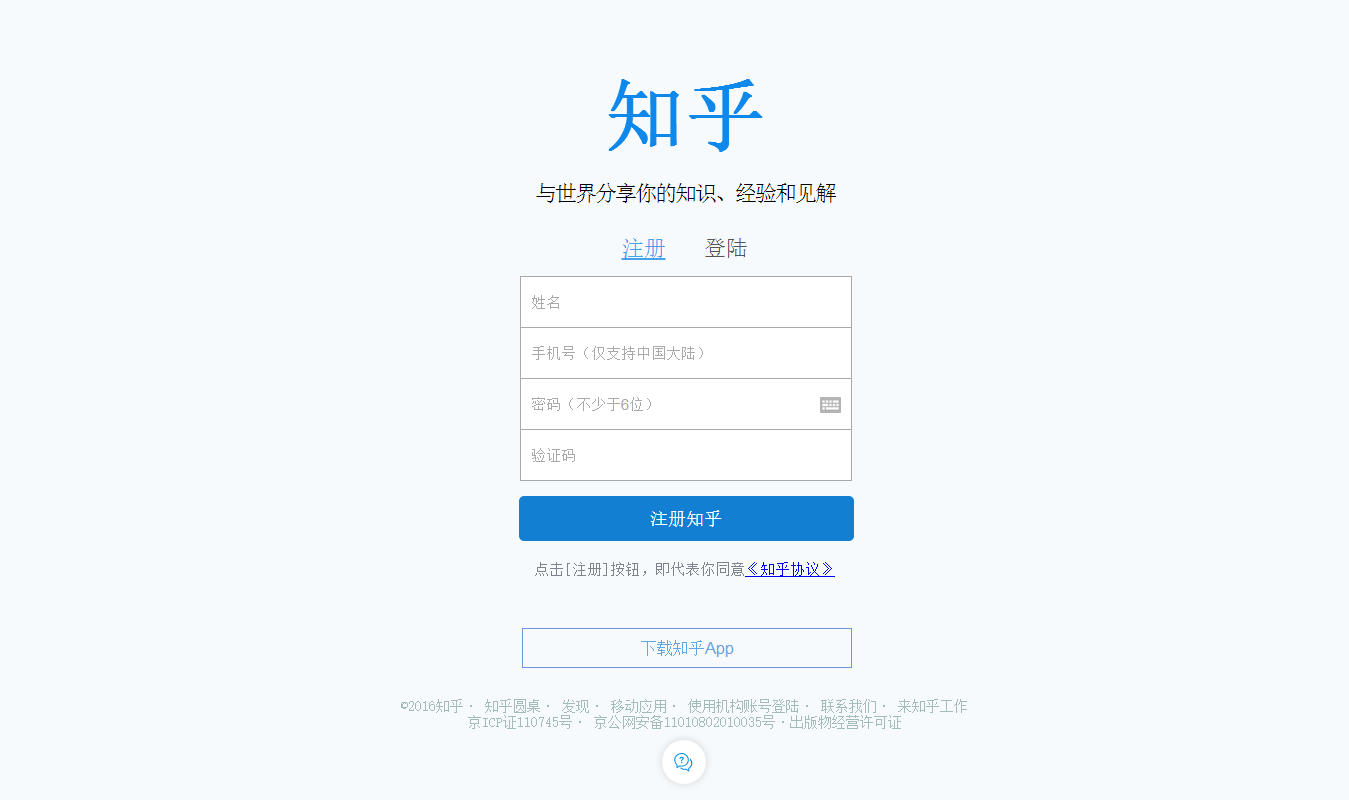 知乎
与世界分享你的知识、经验和见解
注册 登陆
姓名
手机号（仅支持中国大陆）
密码（不少于6位）
验证码
注册知乎
点击[注册]按钮，即代表你同意《知乎协议》
下载知乎App
©2016知乎· 知乎圆桌· 发现· 移动应用· 使用机构账号登陆· 联系我们· 来知乎工作
京ICP证110745号· 京公网安备11010802010035号·出版物经营许可证